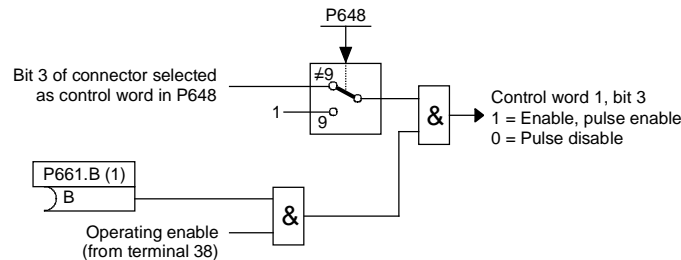 P648
Bit 3 of connector selected
as control word in P648
≠9
1
9
&
Control word 1, bit 3
1 = Enable, pulse enable
0 = Pulse disable
P661.B (1)
B
&
Operating enable
(from terminal 38)